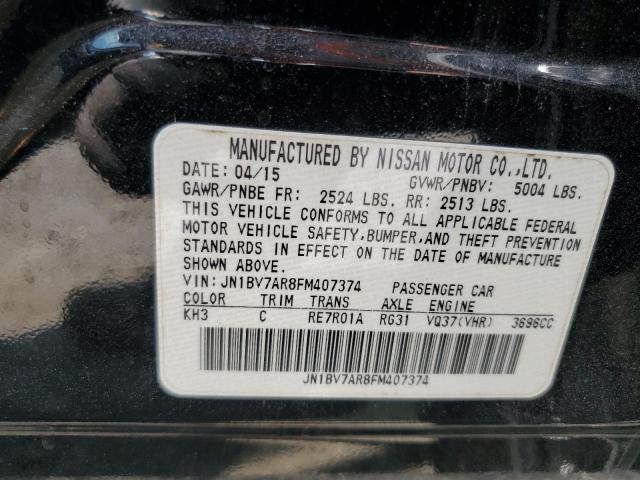 MANUFACTURED BY NISSAN MOTOR CO.,LTD.
DATE: 04/15 GVWR/PNBV: 5004 LBS.
GAWR/PNBE FR: 2524 LBS. RR: 2513 LBS.
THIS VEHICLE CONFORMS TO ALL APPLICABLE FEDERAL
MOTOR VEHICLE SAFETY,BUMPER,AND THEFT PREVENTION
STANDARDS IN EFFECT ON THE DATE OF MANUFACTURE
SHOWN ABOVE.
VIN: JN1BV7AR8FM407374 PASSENGER CAR
COLOR TRIM TRANS AXLE ENGINE
KH3 C RE7R01A RG31 VQ37(VHR) 3696CC
JN1BV7AR8FM407374